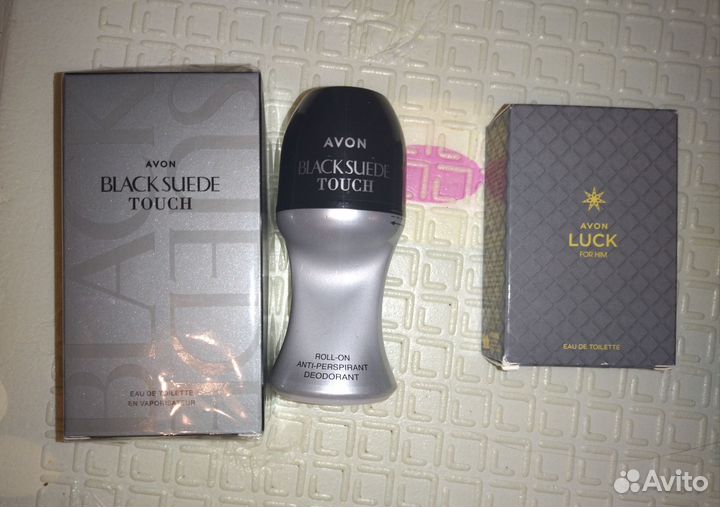 AVON
BLACK SUEDE
TOUCH
EAU DE TOILETTE
EN VAPORISATEUR
BLACK
SUEDE
AVON
BLACK SUEDE
TOUCH
ROLL-ON
ANTI-PERSPIRANT
DEODORANT
AVON
LUCK
FOR HIM
EAU DE TOILETTE
Avito